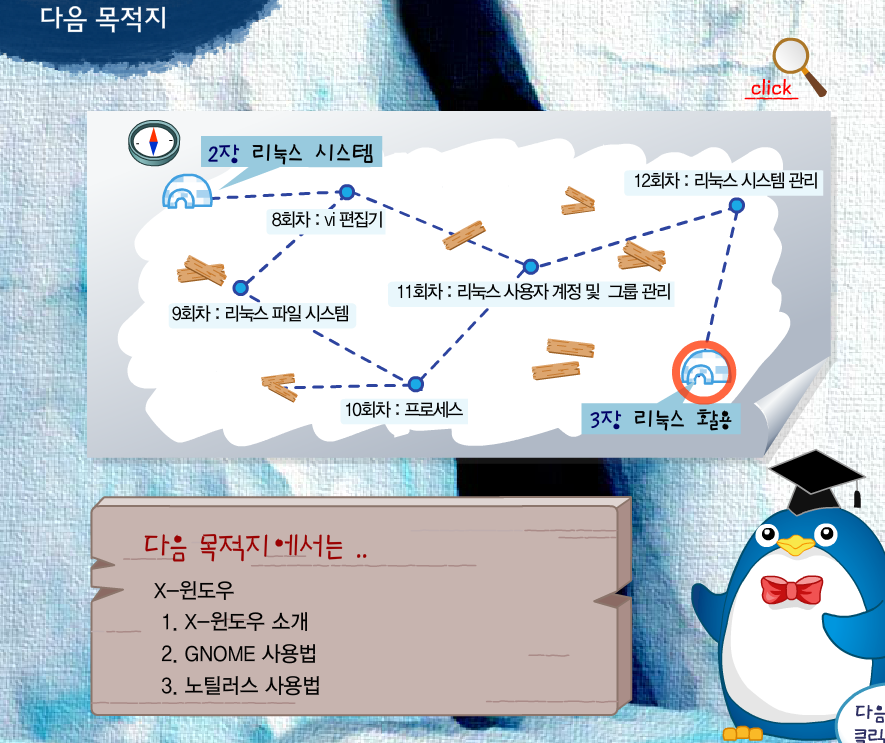 다음 목적지
click
2장 리눅스 시스템
12회차 : 리눅스 시스템 관리
8회차 : vi 편집기
11회차 : 리눅스 사용자 계정 및 그룹 관리
9회차 : 리눅스 파일 시스템
10회차 : 프로세스
3장 리눅스 활용
다음 목적지에서는 ..
X-윈도우
1. X-윈도우 소개
2. GNOME 사용법
3. 노틸러스 사용법
다음